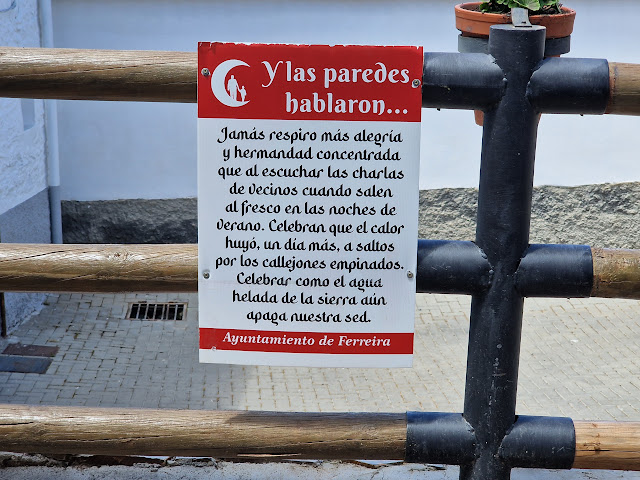 Y las paredes
hablaron...
Jamás respiro más alegría
y hermandad concentrada
que al escuchar las charlas
de vecinos cuando salen
al fresco en las noches de
verano. Celebran que el calor
huyó, un día más, a saltos
por los callejones empinados.
Celebrar como el agua
helada de la sierra aún
apaga nuestra sed.
Ayuntamiento de Ferreira